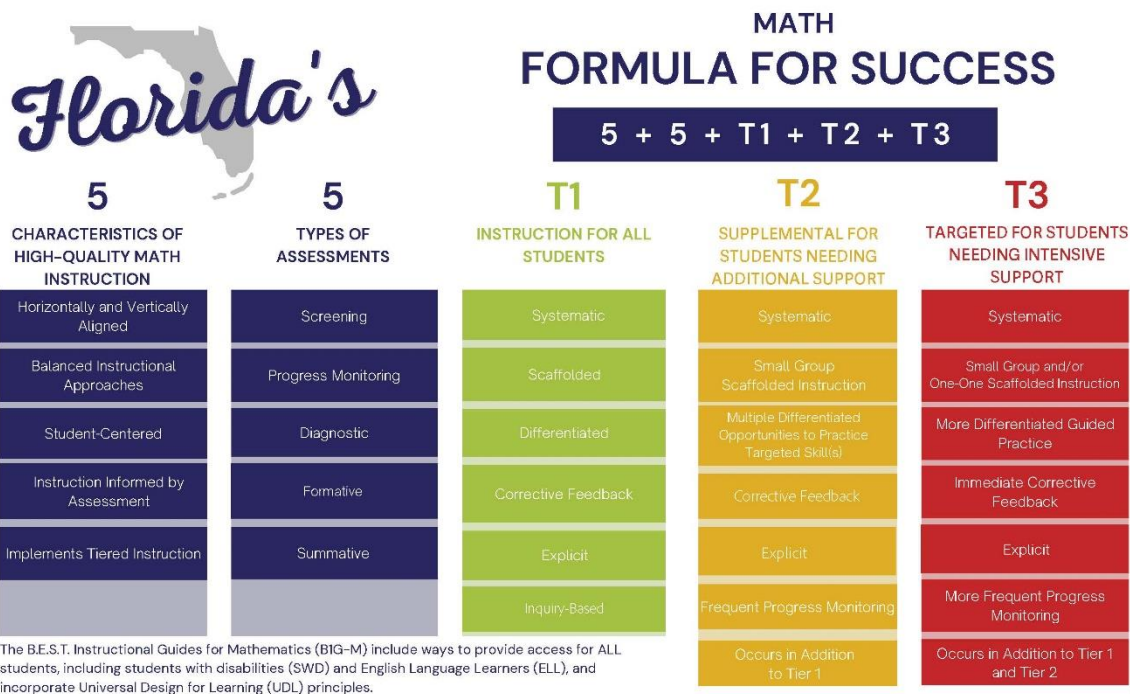 Florida's
MATH
FORMULA FOR SUCCESS
5 + 5 + T1 + T2 + T3
5
CHARACTERISTICS OF
HIGH-QUALITY MATH
INSTRUCTION
Horizontally and Vertically
Aligned
Balanced Instructional
Approaches
Student-Centered
Instruction Informed by
Assessment
Implements Tiered Instruction
5
TYPES OF
ASSESSMENTS
Screening
Progress Monitoring
Diagnostic
Formative
Summative
T1
INSTRUCTION FOR ALL
STUDENTS
Systematic
Scaffolded
Differentiated
Corrective Feedback
Explicit
Inquiry-Based
T2
SUPPLEMENTAL FOR
STUDENTS NEEDING
ADDITIONAL SUPPORT
Systematic
Small Group
Scaffolded Instruction
Multiple Differentiated
Opportunities to Practice
Targeted Skill(s)
Corrective Feedback
Explicit
Frequent Progress Monitoring
Occurs in Addition
to Tier 1
T3
TARGETED FOR STUDENTS
NEEDING INTENSIVE
SUPPORT
Systematic
Small Group and/or
One-One Scaffolded Instruction
More Differentiated Guided
Practice
Immediate Corrective
Feedback
Explicit
More Frequent Progress
Monitoring
Occurs in Addition to Tier 1
and Tier 2
The B.E.S.T. Instructional Guides for Mathematics (B1G-M) include ways to provide access for ALL
students, including students with disabilities (SWD) and English Language Learners (ELL), and
incorporate Universal Design for Learning (UDL) principles.